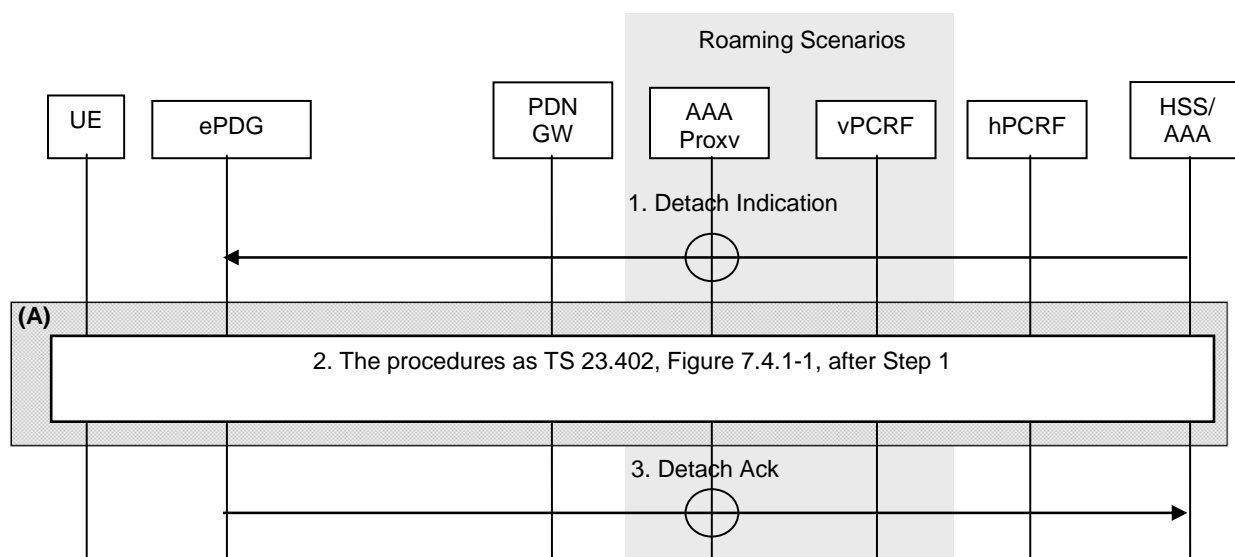 Roaming Scenarios
UE
ePDG
PDN
GW
AAA
Proxv
vPCRF
hPCRF
HSS/
AAA
1. Detach Indication
(A)
2. The procedures as TS 23.402, Figure 7.4.1-1, after Step 1
3. Detach Ack